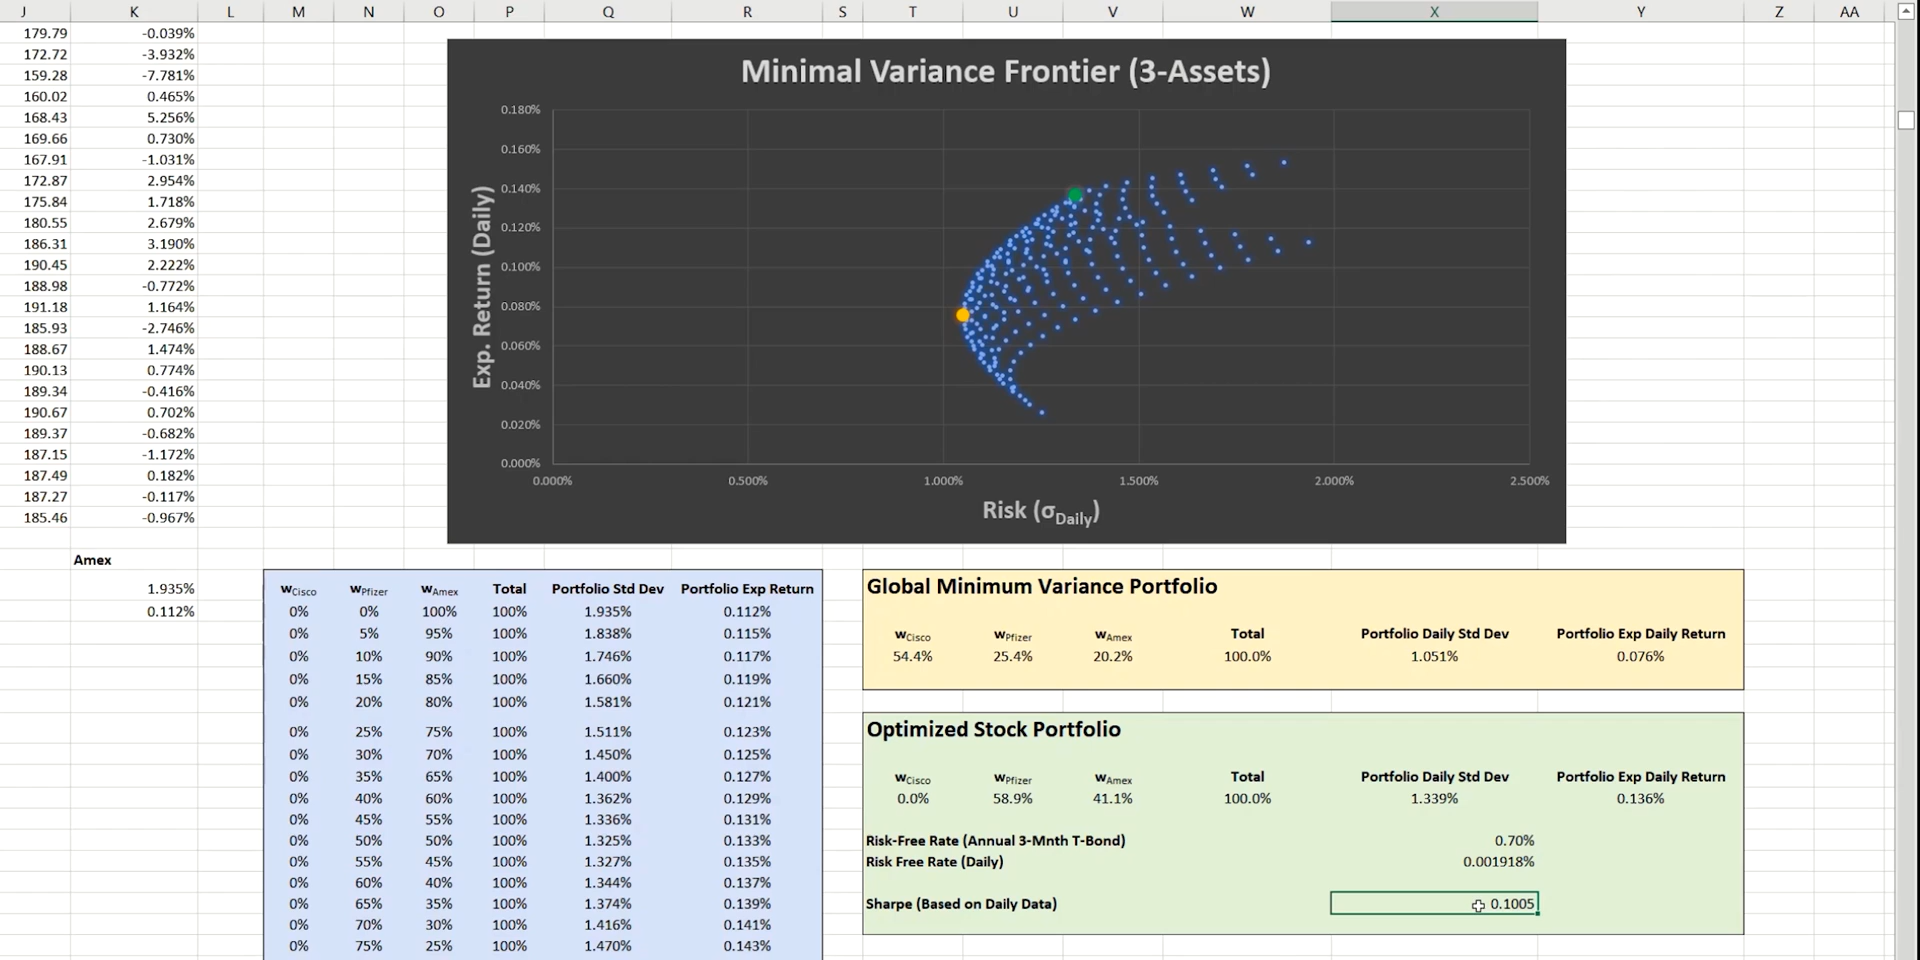 J K L M N O P Q R S T U V W X Y Z AA
179.79 -0.039%
172.72 -3.932%
159.28 -7.781%
160.02 0.465%
168.43 5.256%
169.66 0.730%
167.91 -1.031%
172.87 2.954%
175.84 1.718%
180.55 2.679%
186.31 3.190%
190.45 2.222%
188.98 -0.772%
191.18 1.164%
185.93 -2.746%
188.67 1.474%
190.13 0.774%
189.34 -0.416%
190.67 0.702%
189.37 -0.682%
187.15 -1.172%
187.49 0.182%
187.27 -0.117%
185.46 -0.967%
Amex
1.935%
0.112%
Minimal Variance Frontier (3-Assets)
Exp. Return (Daily)
0.180%
0.160%
0.140%
0.120%
0.100%
0.080%
0.060%
0.040%
0.020%
0.000%
0.000% 0.500% 1.000% 1.500% 2.000% 2.500%
Risk (σDaily)
wCisco wPfizer wAmex Total Portfolio Std Dev Portfolio Exp Return
0% 0% 100% 100% 1.935% 0.112%
0% 5% 95% 100% 1.838% 0.115%
0% 10% 90% 100% 1.746% 0.117%
0% 15% 85% 100% 1.660% 0.119%
0% 20% 80% 100% 1.581% 0.121%
0% 25% 75% 100% 1.511% 0.123%
0% 30% 70% 100% 1.450% 0.125%
0% 35% 65% 100% 1.400% 0.127%
0% 40% 60% 100% 1.362% 0.129%
0% 45% 55% 100% 1.336% 0.131%
0% 50% 50% 100% 1.325% 0.133%
0% 55% 45% 100% 1.327% 0.135%
0% 60% 40% 100% 1.344% 0.137%
0% 65% 35% 100% 1.374% 0.139%
0% 70% 30% 100% 1.416% 0.141%
0% 75% 25% 100% 1.470% 0.143%
Global Minimum Variance Portfolio
wCisco wPfizer wAmex Total Portfolio Daily Std Dev Portfolio Exp Daily Return
54.4% 25.4% 20.2% 100.0% 1.051% 0.076%
Optimized Stock Portfolio
wCisco wPfizer wAmex Total Portfolio Daily Std Dev Portfolio Exp Daily Return
0.0% 58.9% 41.1% 100.0% 1.339% 0.136%
Risk-Free Rate (Annual 3-Mnth T-Bond) 0.70%
Risk Free Rate (Daily) 0.001918%
Sharpe (Based on Daily Data) 0.1005